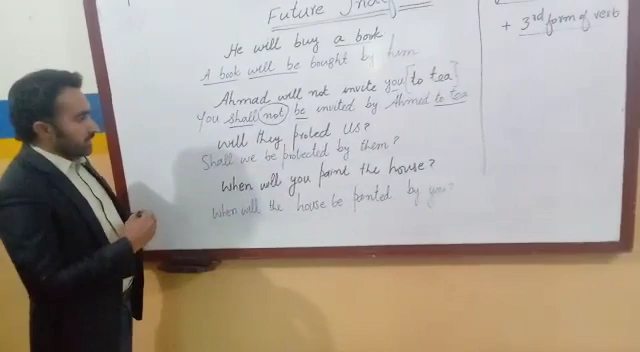 Future
He will buy a book
A book will be bought by him
Ahmad will not invite you [to tea]
You shall not be invited by Ahmed to tea
Will they protect us?
Shall we be protected by them?
When will you paint the house?
When will the house be painted by you?
+ 3rd form of verb